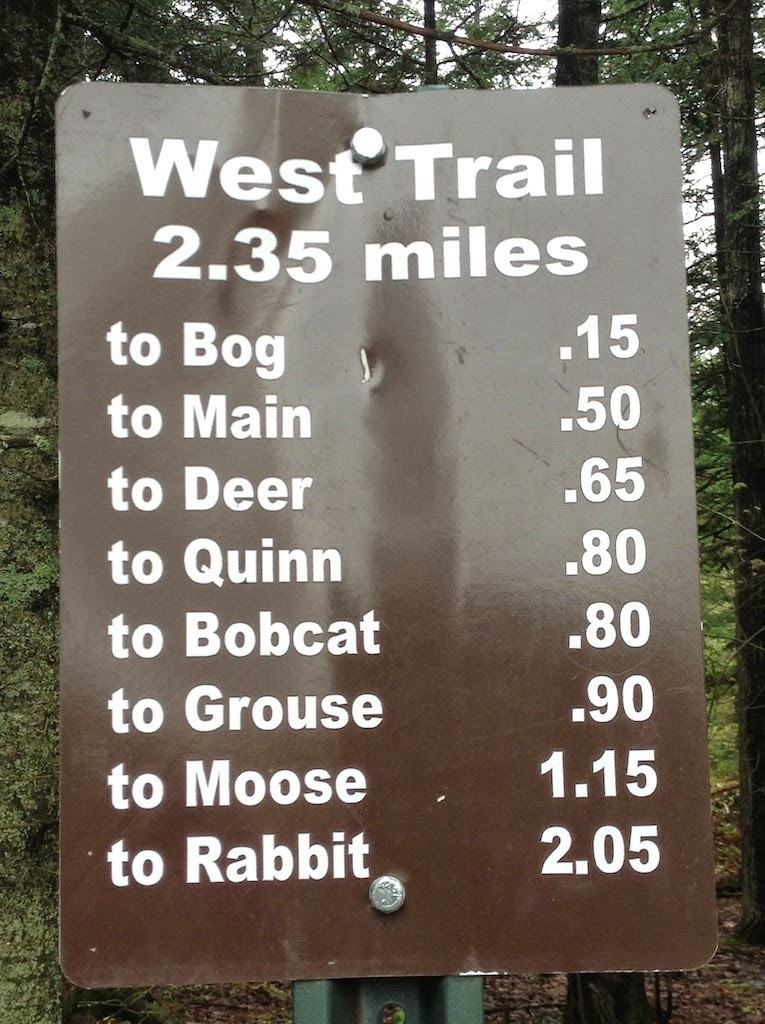 West Trail
2.35 miles
to Bog .15
to Main .50
to Deer .65
to Quinn .80
to Bobcat .80
to Grouse .90
to Moose 1.15
to Rabbit 2.05